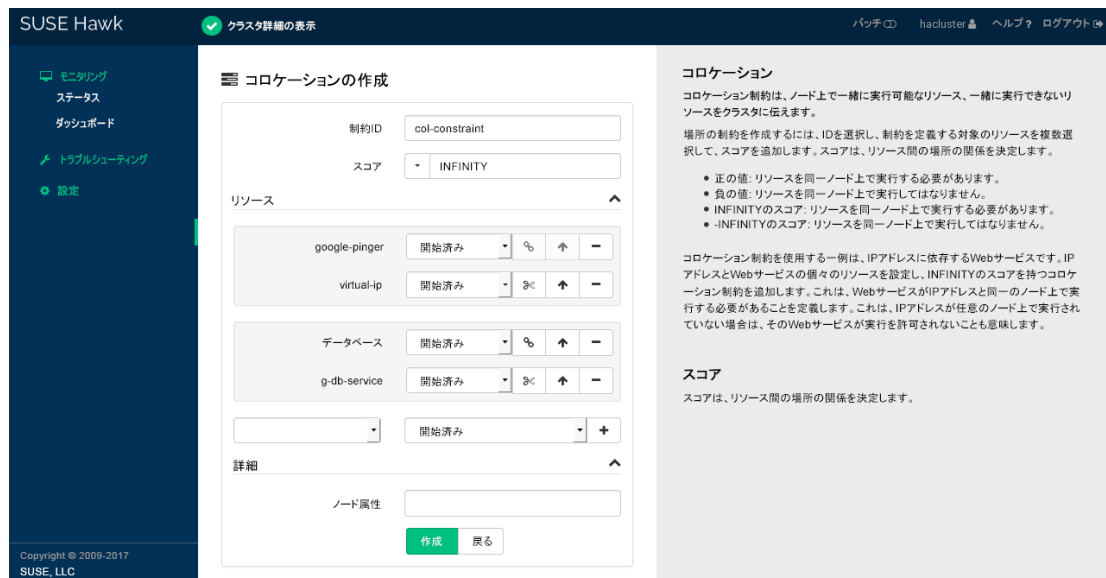 SUSE Hawk
クラスタ詳細の表示
バッチ
hacluster
ヘルプ ?
ログアウト
モニタリング
ステータス
ダッシュボード
トラブルシューティング
設定
Copyright © 2009-2017
SUSE, LLC
コロケーションの作成
制約ID col-constraint
スコア INFINITY
リソース
google-pinger 開始済み
virtual-ip 開始済み
データベース 開始済み
g-db-service 開始済み
開始済み
詳細
ノード属性
作成 戻る
コロケーション
コロケーション制約は、ノード上で一緒に実行可能なリソース、一緒に実行できないリ
ソースをクラスタに伝えます。
場所の制約を作成するには、IDを選択し、制約を定義する対象のリソースを複数選
択して、スコアを追加します。スコアは、リソース間の場所の関係を決定します。
• 正の値: リソースを同一ノード上で実行する必要があります。
• 負の値: リソースを同一ノード上で実行してはなりません。
• INFINITYのスコア: リソースを同一ノード上で実行する必要があります。
• -INFINITYのスコア: リソースを同一ノード上で実行してはなりません。
コロケーション制約を使用する一例は、IPアドレスに依存するWebサービスです。IP
アドレスとWebサービスの個々のリソースを設定し、INFINITYのスコアを持つコロケ
ーション制約を追加します。これは、WebサービスがIPアドレスと同一のノード上で実
行する必要があることを定義します。これは、IPアドレスが任意のノード上で実行され
ていない場合は、そのWebサービスが実行を許可されないことも意味します。
スコア
スコアは、リソース間の場所の関係を決定します。